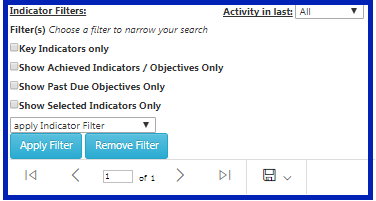 Indicator Filters: Activity in last: All
Filter(s) Choose a filter to narrow your search
Key Indicators only
Show Achieved Indicators / Objectives Only
Show Past Due Objectives Only
Show Selected Indicators Only
apply Indicator Filter
Apply Filter Remove Filter
1 of 1